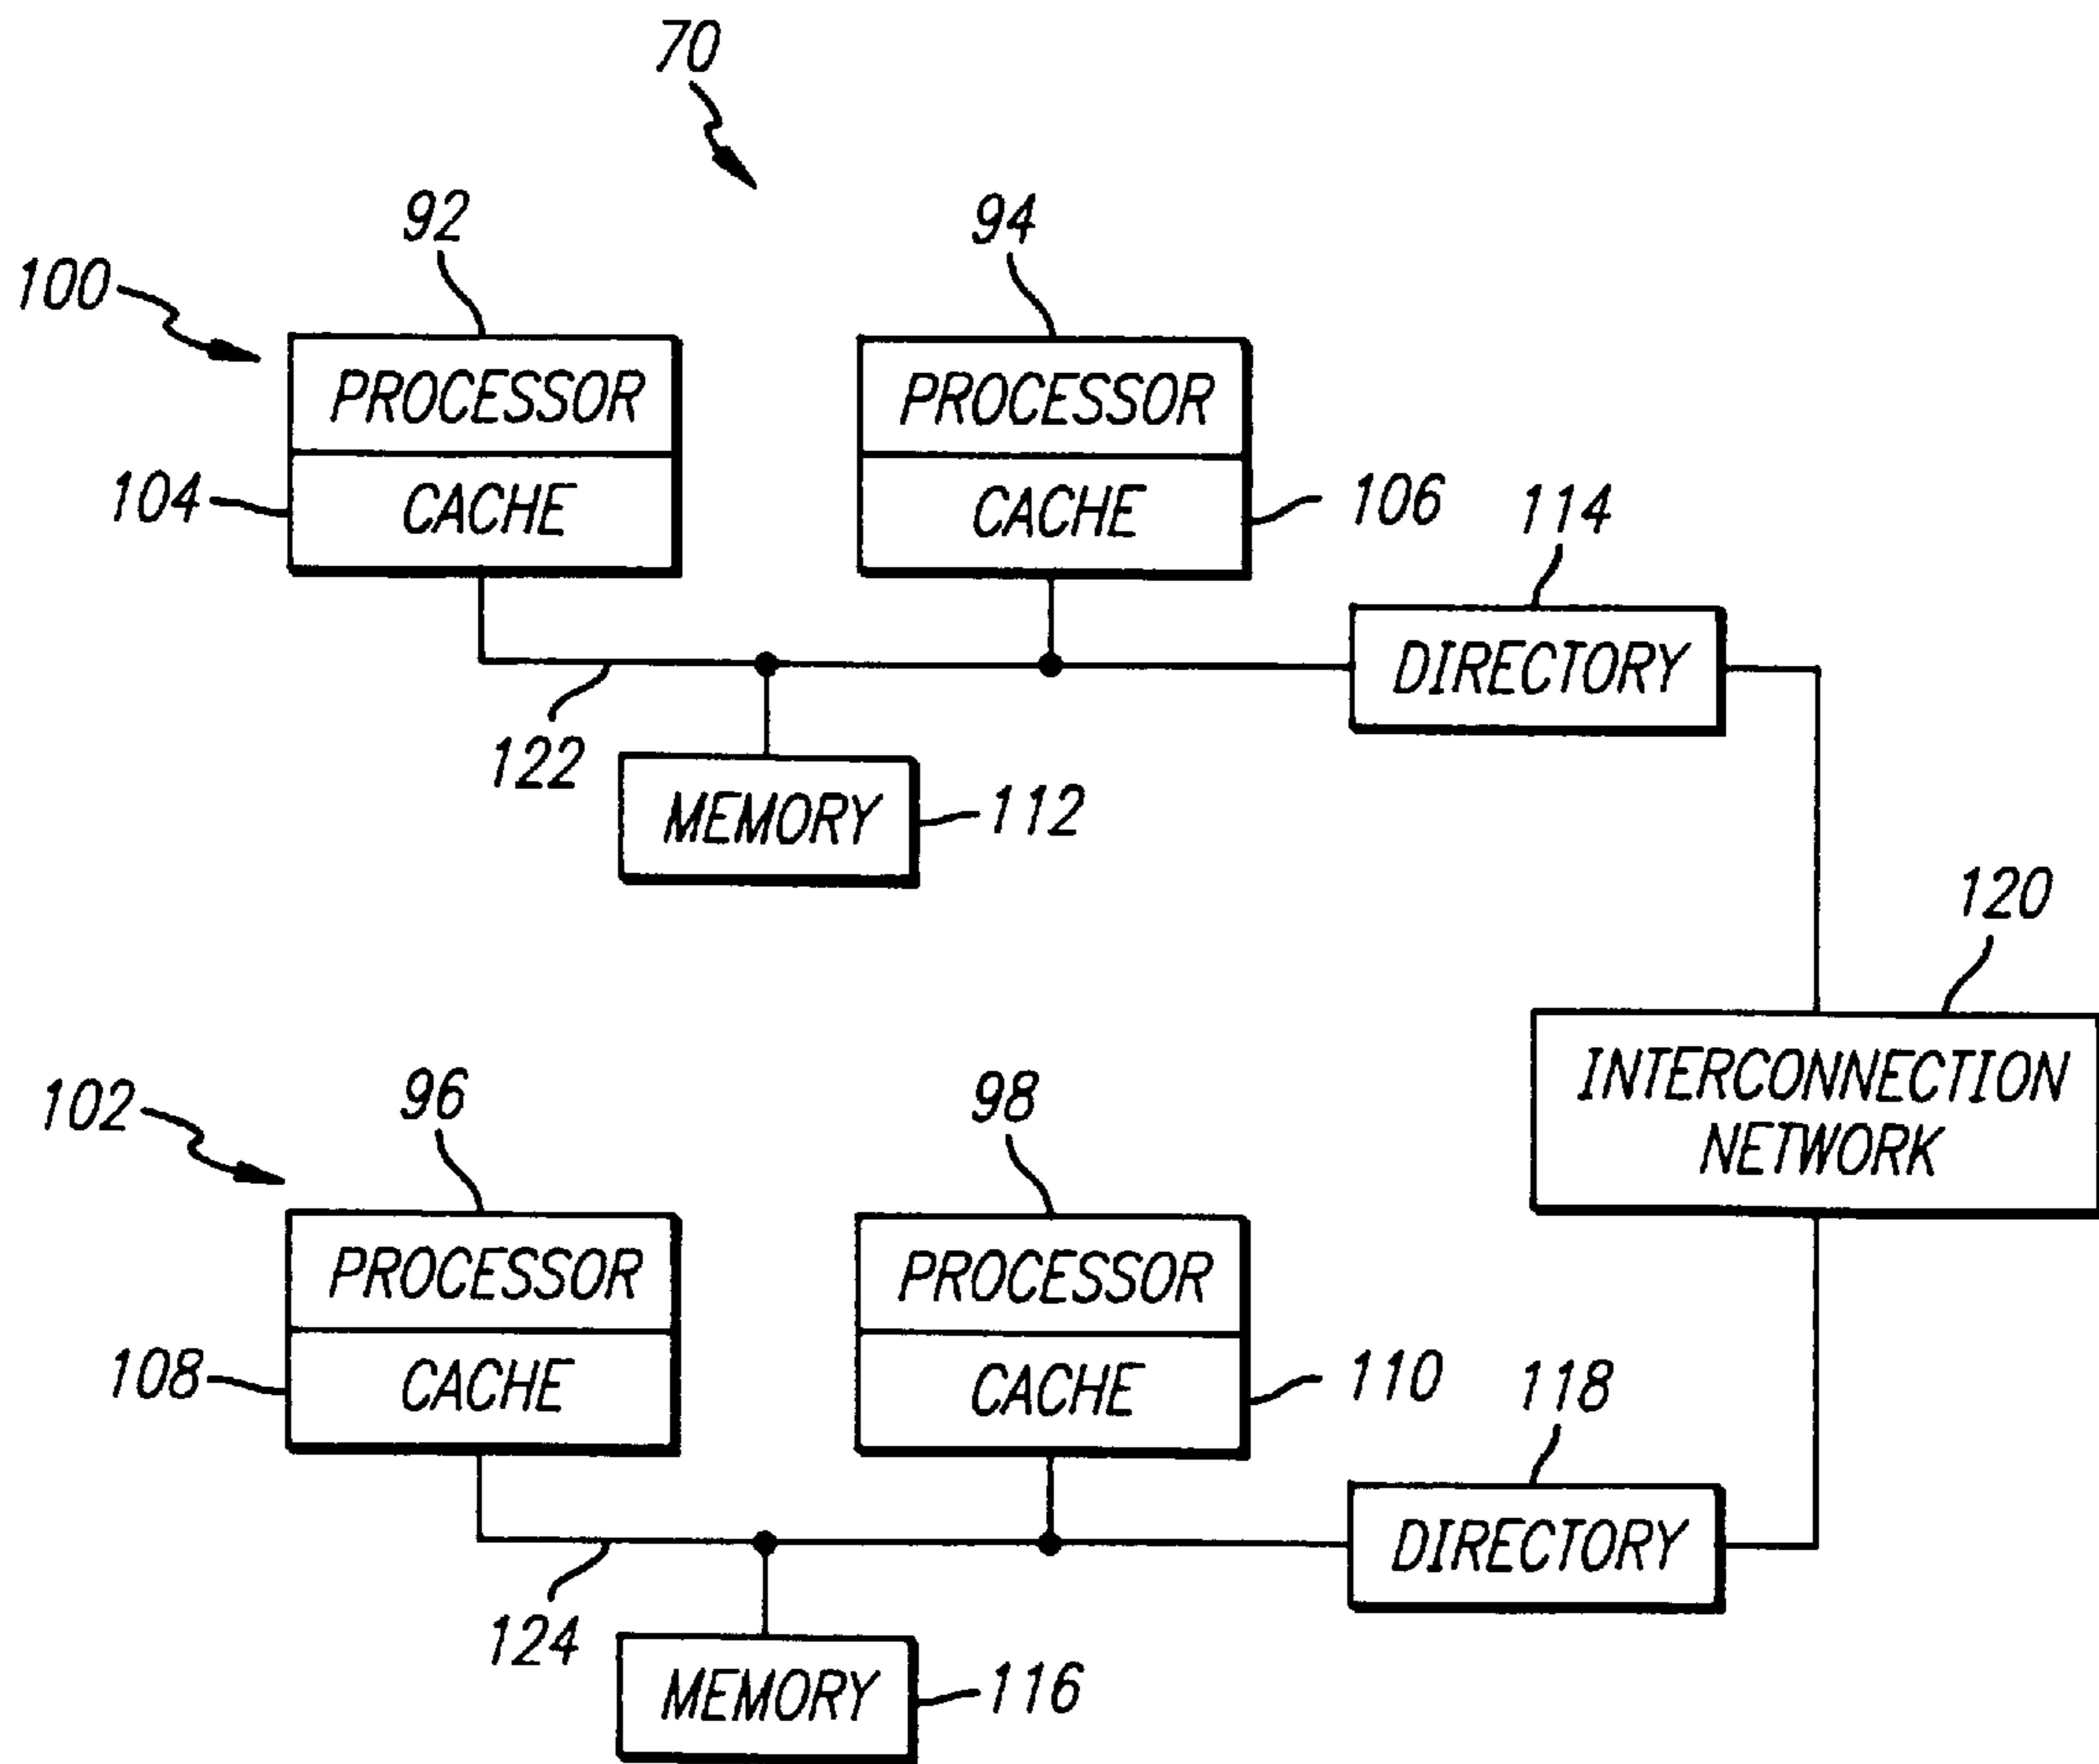 70
92
94
100
PROCESSOR
PROCESSOR
104
CACHE
CACHE
106
114
DIRECTORY
122
MEMORY
112
120
INTERCONNECTION
NETWORK
102
96
98
PROCESSOR
PROCESSOR
108
CACHE
CACHE
110
118
DIRECTORY
124
MEMORY
116